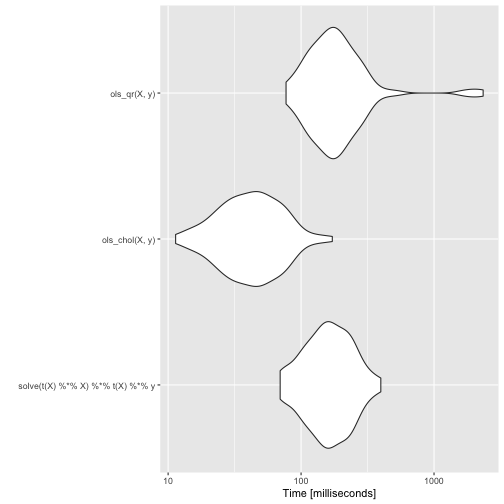 ols_qr(X, y)
ols_chol(X, y)
solve(t(X) %*% X) %*% t(X) %*% y
10
100
1000
Time [milliseconds]